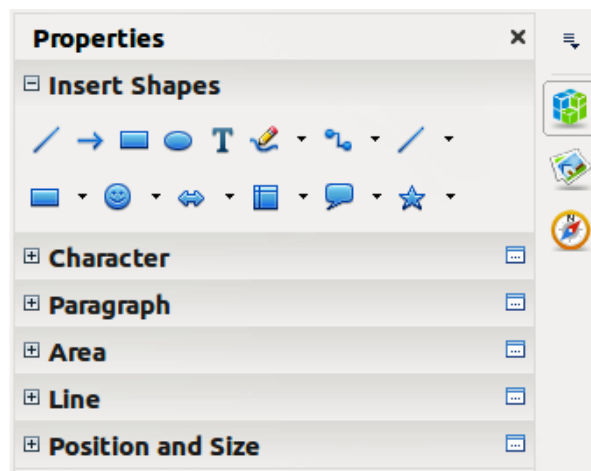 Properties
Insert Shapes
T
Character
Paragraph
Area
Line
Position and Size